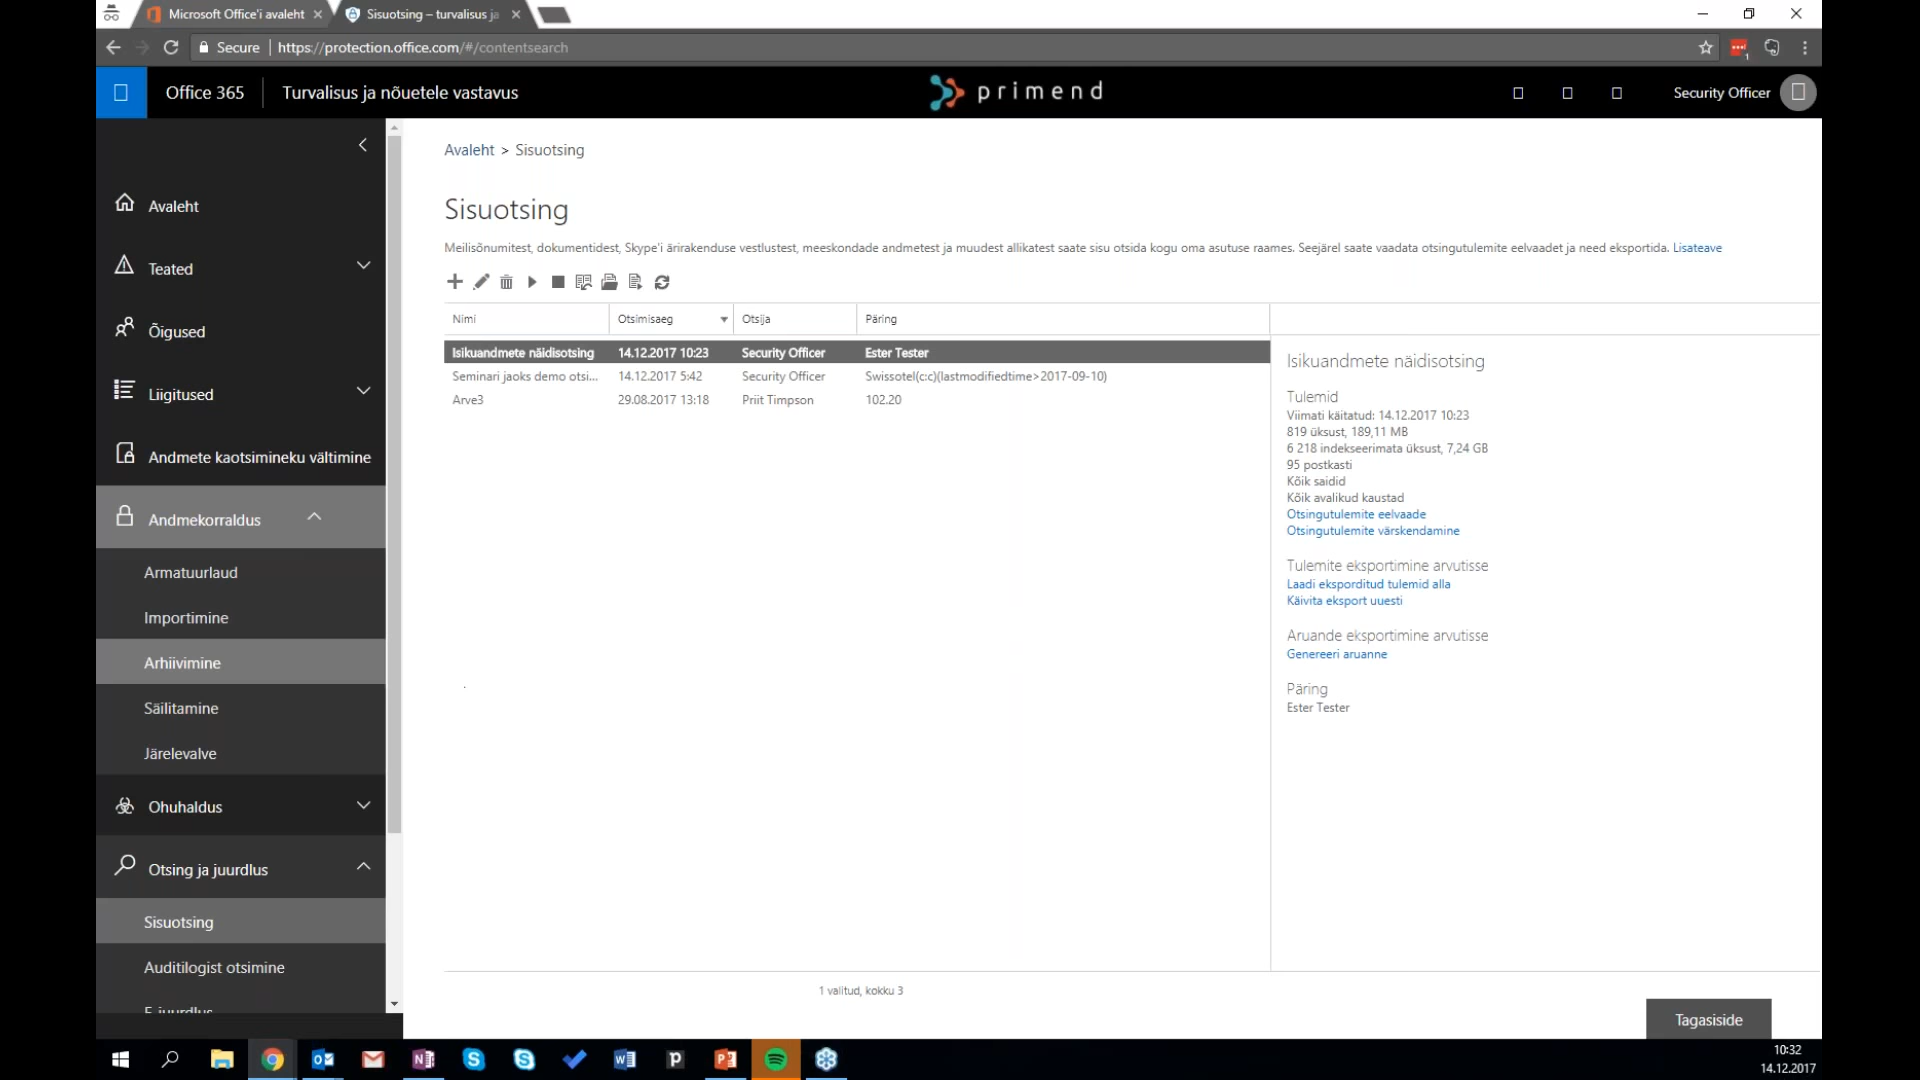 Microsoft Office'i avaleht
Sisuotsing – turvalisus ja
Secure
https://protection.office.com/#/contentsearch
Office 365
Turvalisus ja nõuetele vastavus
primend
Security Officer
Avaleht
Teated
Õigused
Liigitused
Andmete kaotsimineku vältimine
Andmekorraldus
Armatuurlaud
Importimine
Arhiivimine
Säilitamine
Järelevalve
Ohuhaldus
Otsing ja juurdlus
Sisuotsing
Auditilogist otsimine
E-juurdlus
Avaleht > Sisuotsing
Sisuotsing
Meilisõnumitest, dokumentidest, Skype'i ärirakenduse vestlustest, meeskondade andmetest ja muudest allikatest saate sisu otsida kogu oma asutuse raames. Seejärel saate vaadata otsingutulemite eelvaadet ja need eksportida. Lisateave
Nimi Otsimisaeg Otsija Päring
Isikuandmete näidisotsing 14.12.2017 10:23 Security Officer Ester Tester
Seminari jaoks demo otsi... 14.12.2017 5:42 Security Officer Swissotel(c:c)(lastmodifiedtime>2017-09-10)
Arve3 29.08.2017 13:18 Priit Timpson 102.20
1 valitud, kokku 3
Isikuandmete näidisotsing
Tulemid
Viimati käitatud: 14.12.2017 10:23
819 üksust, 189,11 MB
6 218 indekseerimata üksust, 7,24 GB
95 postkasti
Kõik saidid
Kõik avalikud kaustad
Otsingutulemite eelvaade
Otsingutulemite värskendamine
Tulemite eksportimine arvutisse
Laadi eksporditud tulemid alla
Käivita eksport uuesti
Aruande eksportimine arvutisse
Genereeri aruanne
Päring
Ester Tester
Tagasiside
10:32
14.12.2017